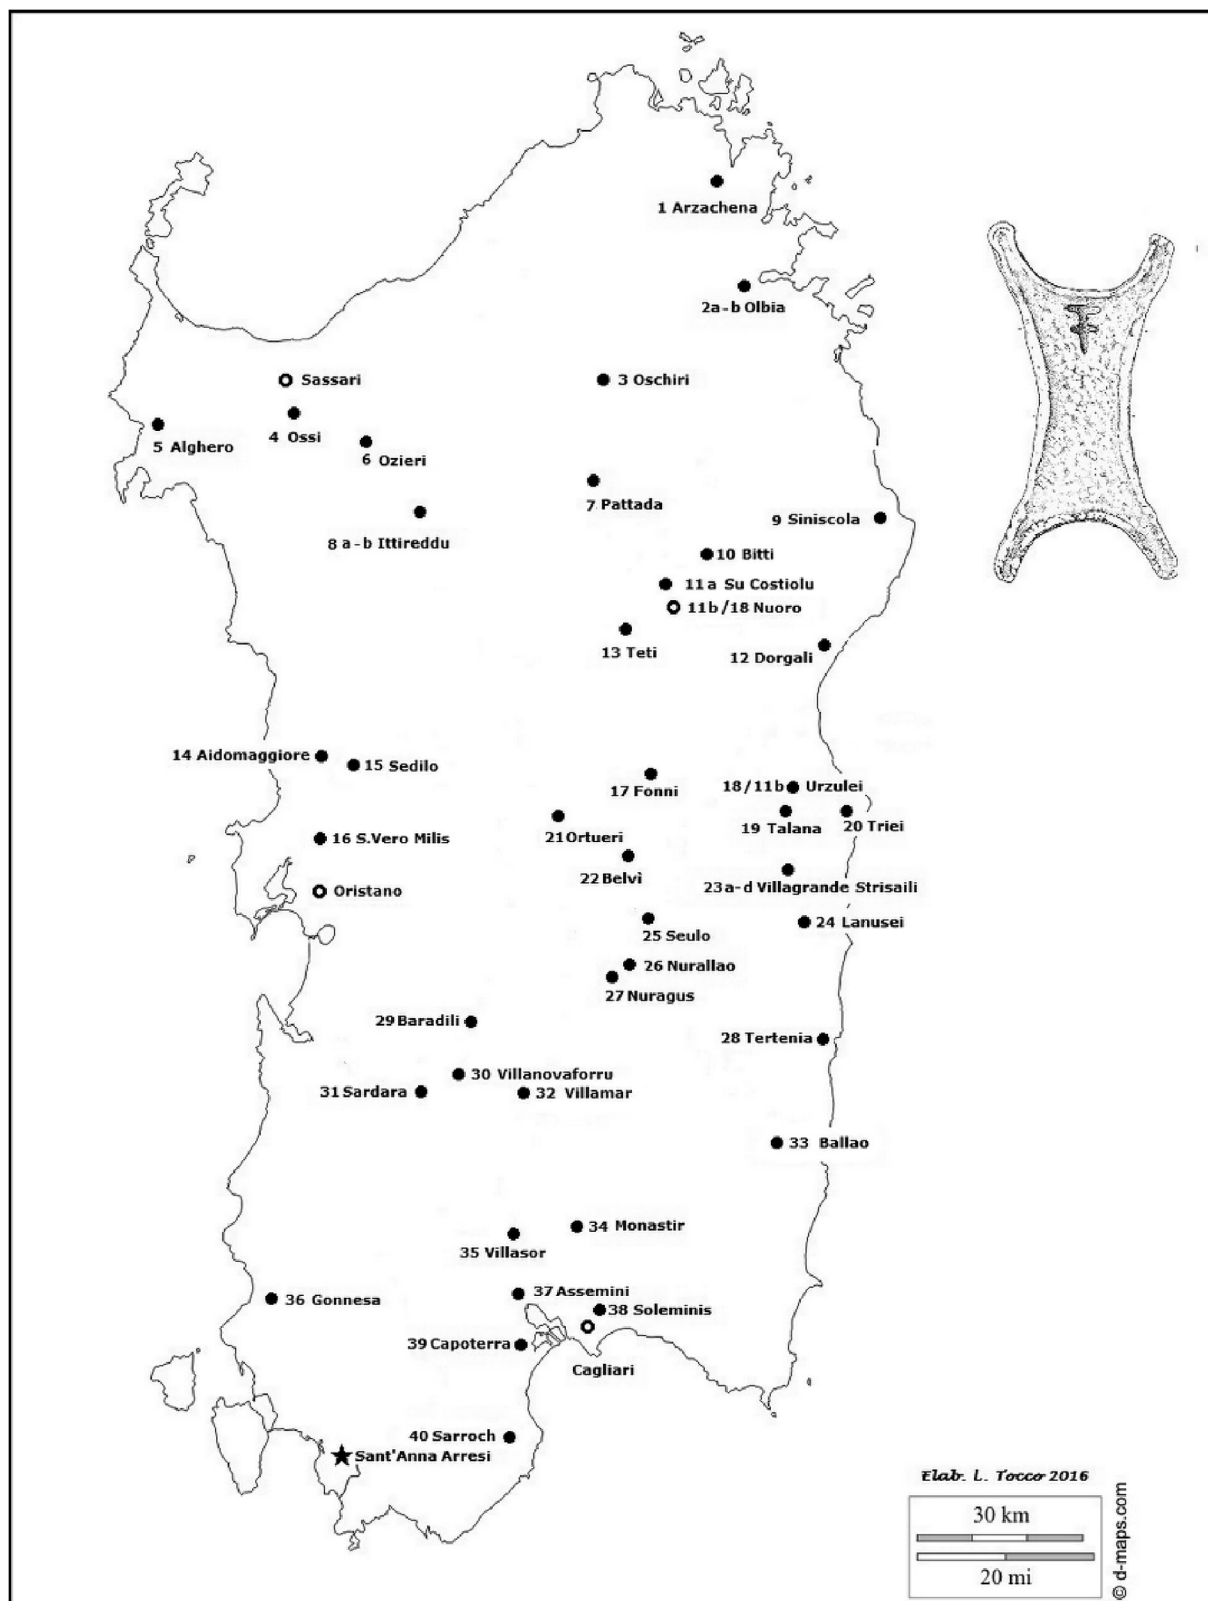 1 Arzachena
2a-b Olbia
Sassari
3 Oschiri
4 Ossi
5 Alghero
6 Ozieri
7 Pattada
8 a-b Ittireddu
9 Siniscola
10 Bitti
11a Su Costiolu
11b/18 Nuoro
13 Teti
12 Dorgali
14 Aidomaggiore
15 Sedilo
17 Fonni
18/11b Urzulei
19 Talana
20 Triei
16 S.Vero Milis
21 Ortueri
22 Belvì
23a-d Villagrande Strisaili
Oristano
24 Lanusei
25 Seulo
26 Nurallao
27 Nuragus
29 Baradili
28 Tertenia
30 Villanovaforru
31 Sardara
32 Villamar
33 Ballao
34 Monastir
35 Villasor
36 Gonnesa
37 Assemini
38 Soleminis
39 Capoterra
Cagliari
40 Sarroch
Sant'Anna Arresi
Elab. L. Tocco 2016
30 km
20 mi
© d-maps.com